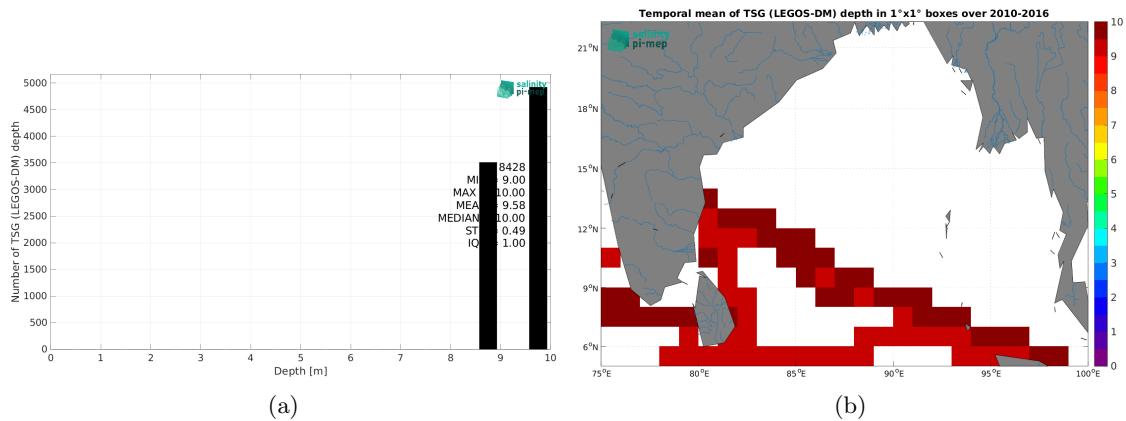 Temporal mean of TSG (LEGOS-DM) depth in 1°x1° boxes over 2010-2016
salinity
pi-mep
5000
4500
4000
3500
3000
2500
2000
1500
1000
500
0
Number of TSG (LEGOS-DM) depth
8428
MI = 9.00
MAX 10.00
MEA = 9.58
MEDIAN 10.00
ST = 0.49
IQ = 1.00
0 1 2 3 4 5 6 7 8 9 10
Depth [m]
(a)
salinity
pi-mep
21°N
18°N
15°N
12°N
9°N
6°N
75°E 80°E 85°E 90°E 95°E 100°E
10
9
8
7
6
5
4
3
2
1
0
(b)